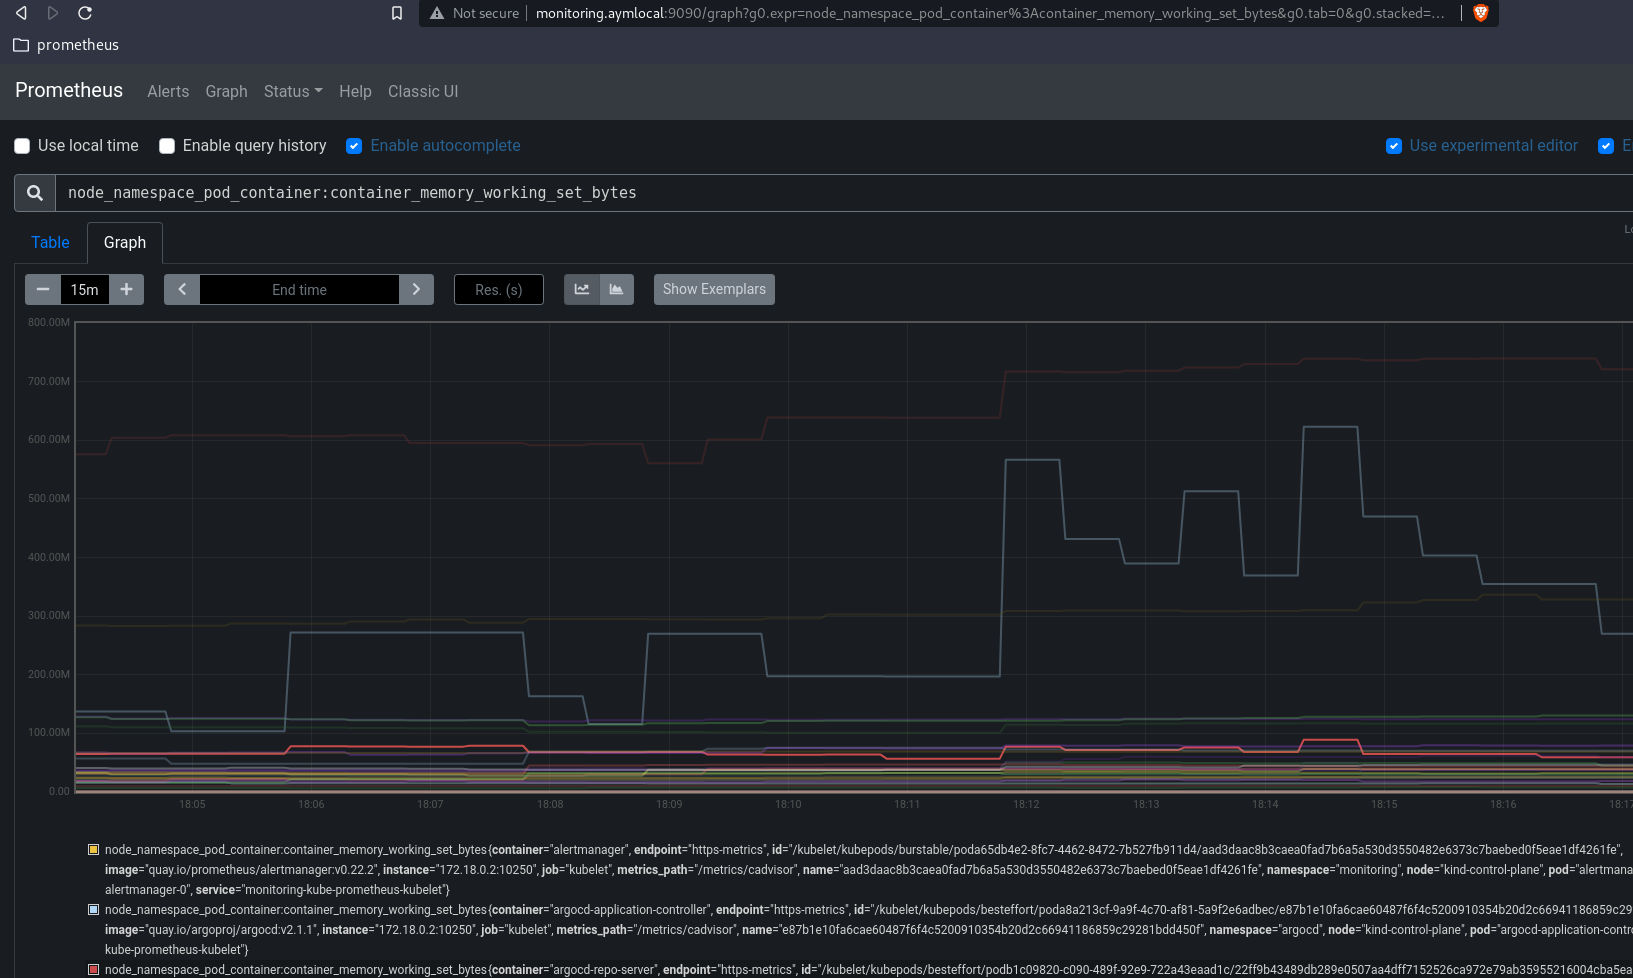 Not secure monitoring.aymlocal:9090/graph?g0.expr=node_namespace_pod_container%3Acontainer_memory_working_set_bytes&g0.tab=0&g0.stacked=...
prometheus
Prometheus Alerts Graph Status Help Classic UI
Use local time Enable query history Enable autocomplete Use experimental editor E
node_namespace_pod_container:container_memory_working_set_bytes
Table Graph Lo
15m End time Res. (s) Show Exemplars
800.00M
700.00M
600.00M
500.00M
400.00M
300.00M
200.00M
100.00M
0.00
18:05 18:06 18:07 18:08 18:09 18:10 18:11 18:12 18:13 18:14 18:15 18:16 18:17
node_namespace_pod_container:container_memory_working_set_bytes{container="alertmanager", endpoint="https-metrics", id="/kubelet/kubepods/burstable/poda65db4e2-8fc7-4462-8472-7b527fb911d4/aad3daac8b3caea0fad7b6a5a530d3550482e6373c7baebed0f5eae1df4261fe",
image="quay.io/prometheus/alertmanager:v0.22.2", instance="172.18.0.2:10250", job="kubelet", metrics_path="/metrics/cadvisor", name="aad3daac8b3caea0fad7b6a5a530d3550482e6373c7baebed0f5eae1df4261fe", namespace="monitoring", node="kind-control-plane", pod="alertmana
alertmanager-0", service="monitoring-kube-prometheus-kubelet"}
node_namespace_pod_container:container_memory_working_set_bytes{container="argocd-application-controller", endpoint="https-metrics", id="/kubelet/kubepods/besteffort/poda8a213cf-9a9f-4c70-af81-5a9f2e6adbec/e87b1e10fa6cae60487f6f4c5200910354b20d2c66941186859c29
image="quay.io/argoproj/argocd:v2.1.1", instance="172.18.0.2:10250", job="kubelet", metrics_path="/metrics/cadvisor", name="e87b1e10fa6cae60487f6f4c5200910354b20d2c66941186859c29281bdd450f", namespace="argocd", node="kind-control-plane", pod="argocd-application-contro
kube-prometheus-kubelet"}
node_namespace_pod_container:container_memory_working_set_bytes{container="argocd-repo-server", endpoint="https-metrics", id="/kubelet/kubepods/besteffort/podb1c09820-c090-489f-92e9-722a43eaad1c/22ff9b43489db289e0507aa4dff7152526ca972e79ab35955216004cba5ea